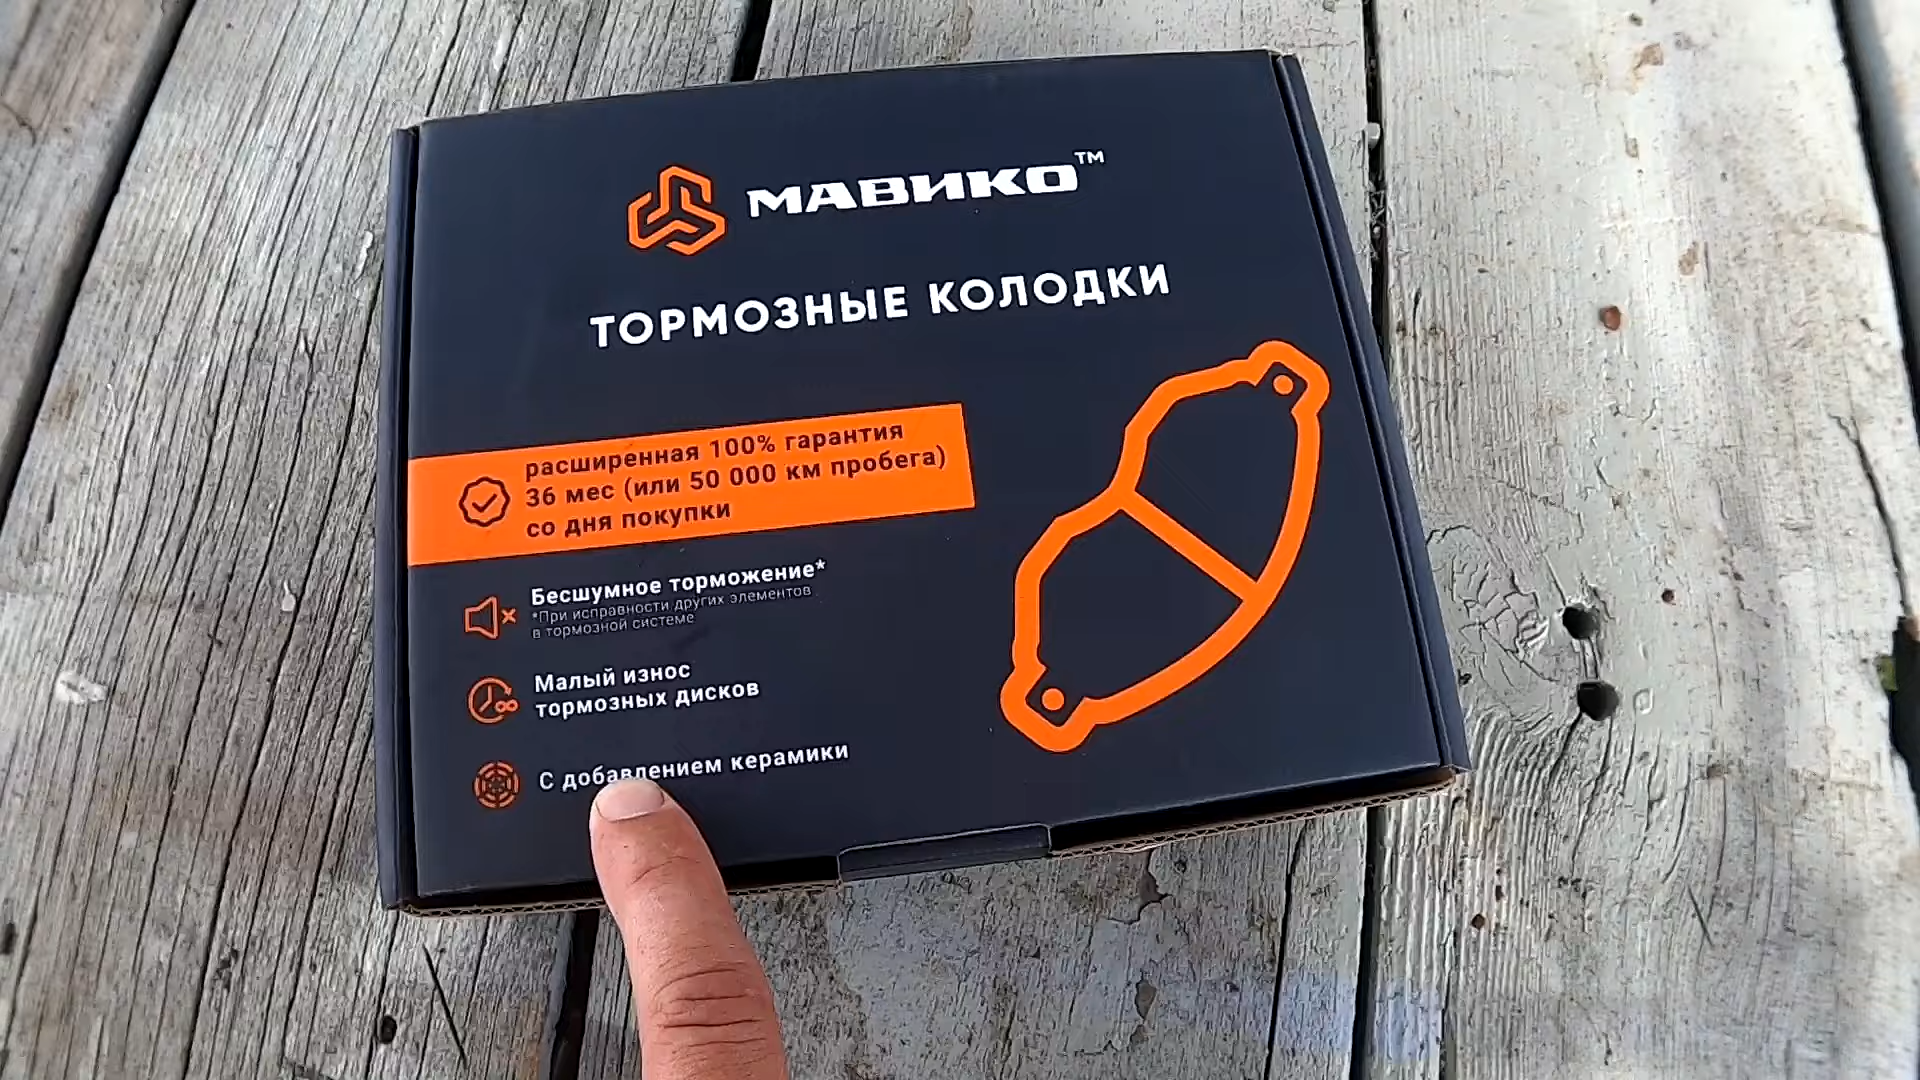 МАВИКО™
ТОРМОЗНЫЕ КОЛОДКИ
расширенная 100% гарантия
36 мес (или 50 000 км пробега)
со дня покупки
Бесшумное торможение*
*При исправности других элементов
в тормозной системе
Малый износ
тормозных дисков
С добавлением керамики